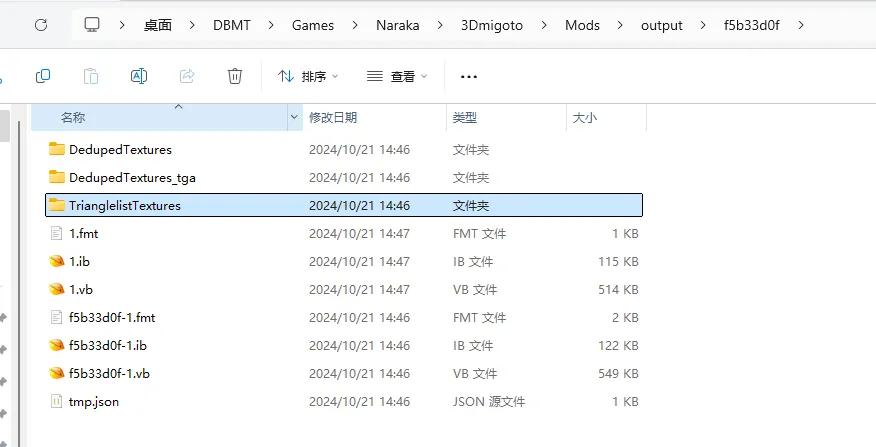 桌面 > DBMT > Games > Naraka > 3Dmigoto > Mods > output > f5b33d0f >
排序 查看 ...
名称 修改日期 类型 大小
DedupedTextures 2024/10/21 14:46 文件夹
DedupedTextures_tga 2024/10/21 14:46 文件夹
TrianglelistTextures 2024/10/21 14:46 文件夹
1.fmt 2024/10/21 14:47 FMT 文件 1 KB
1.ib 2024/10/21 14:47 IB 文件 115 KB
1.vb 2024/10/21 14:47 VB 文件 514 KB
f5b33d0f-1.fmt 2024/10/21 14:46 FMT 文件 2 KB
f5b33d0f-1.ib 2024/10/21 14:46 IB 文件 122 KB
f5b33d0f-1.vb 2024/10/21 14:46 VB 文件 549 KB
tmp.json 2024/10/21 14:46 JSON 源文件 1 KB